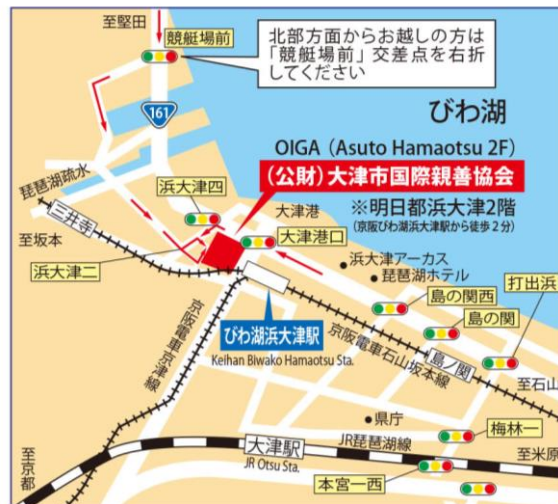 至堅田
競艇場前
北部方面からお越しの方は
「競艇場前」交差点を右折
してください
161
びわ湖
OIGA (Asuto Hamaotsu 2F)
(公財)大津市国際親善協会
※明日都浜大津2階
(京阪びわ湖浜大津駅から徒歩2分)
琵琶湖疏水
浜大津四
大津港
三井寺
至坂本
大津港口
浜大津二
浜大津アーカス
琵琶湖ホテル
打出浜
島の関西
島の関
びわ湖浜大津駅
Keihan Biwako Hamaotsu Sta.
京阪電車京津線
京阪電車石山坂本線
島ノ関
至石山
県庁
梅林一
大津駅
JR Otsu Sta.
JR琵琶湖線
至京都
至米原
本宮一西